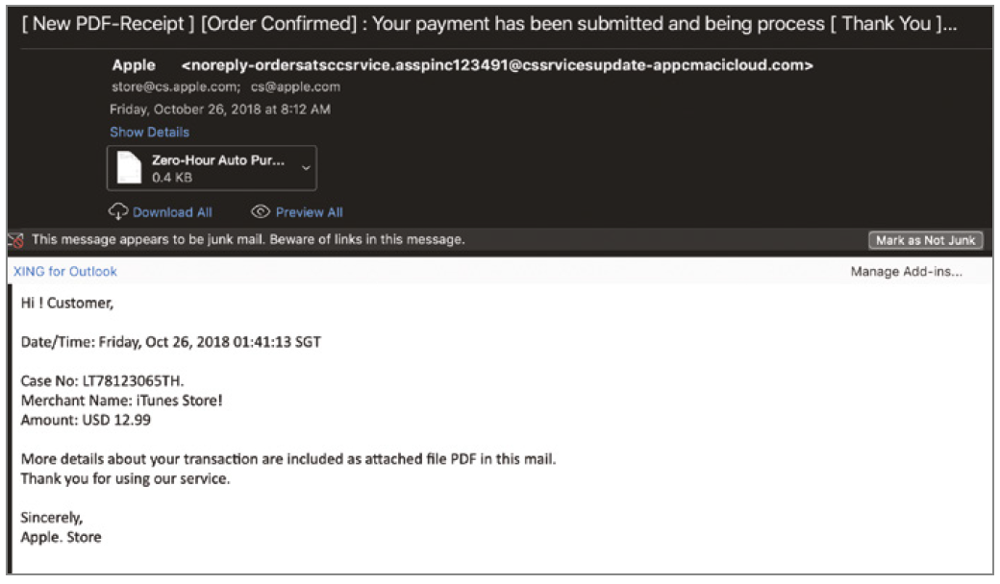 [ New PDF-Receipt ] [Order Confirmed] : Your payment has been submitted and being process [ Thank You ]...
Apple <noreply-ordersatsccsrvice.asspinc123491@cssrvicesupdate-appcmacicloud.com>
store@cs.apple.com; cs@apple.com
Friday, October 26, 2018 at 8:12 AM
Show Details
Zero-Hour Auto Pur...
0.4 KB
Download All Preview All
This message appears to be junk mail. Beware of links in this message. Mark as Not Junk
XING for Outlook Manage Add-ins...
Hi ! Customer,
Date/Time: Friday, Oct 26, 2018 01:41:13 SGT
Case No: LT78123065TH.
Merchant Name: iTunes Store!
Amount: USD 12.99
More details about your transaction are included as attached file PDF in this mail.
Thank you for using our service.
Sincerely,
Apple. Store